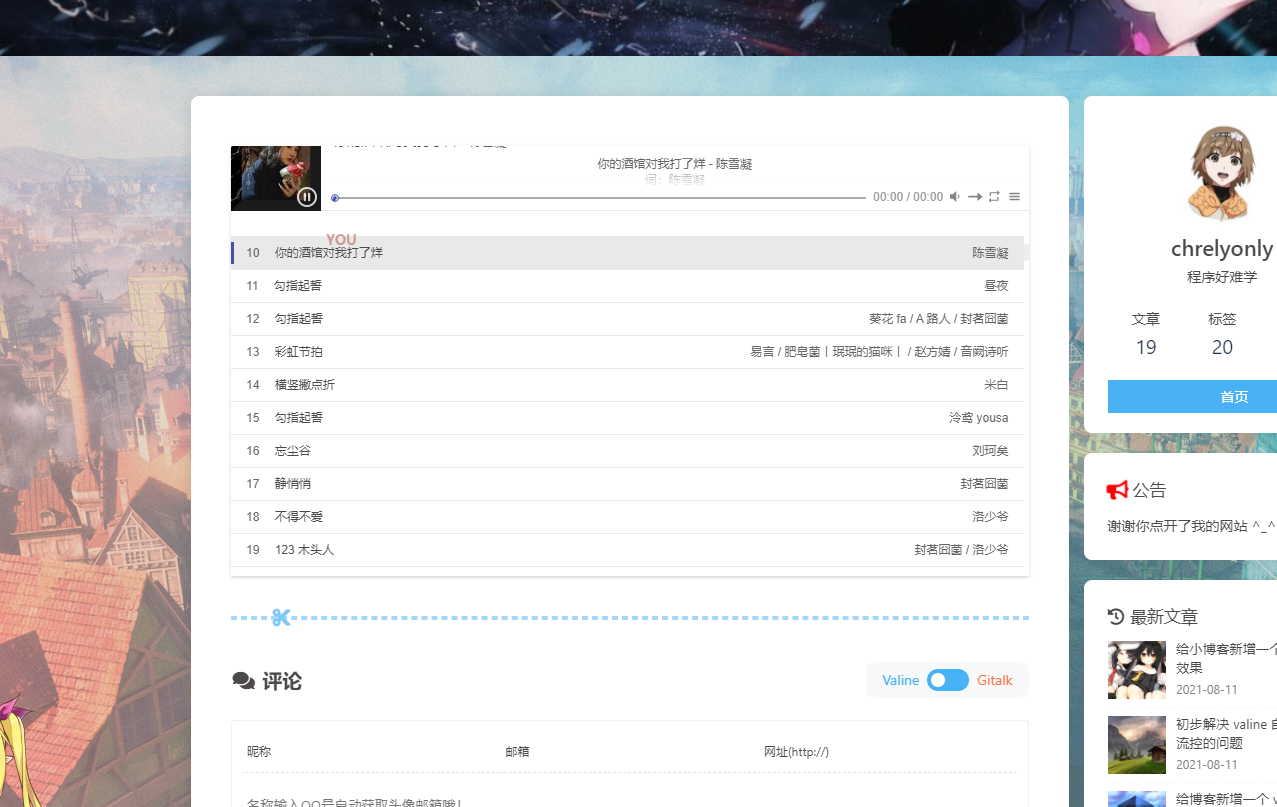 你的酒馆对我打了烊 - 陈雪凝
词：陈雪凝
00:00 / 00:00
YOU
10 你的酒馆对我打了烊 陈雪凝
11 勾指起誓 昼夜
12 勾指起誓 葵花 fa / A 路人 / 封茗囧菌
13 彩虹节拍 易言 / 肥皂菌丨珉珉的猫咪丨 / 赵方婧 / 音阙诗听
14 横竖撇点折 米白
15 勾指起誓 泠鸢 yousa
16 忘尘谷 刘珂矣
17 静悄悄 封茗囧菌
18 不得不爱 洛少爷
19 123 木头人 封茗囧菌 / 洛少爷
评论
Valine Gitalk
昵称 邮箱 网址(http://)
名称输入QQ号自动获取头像邮箱哦!
chrelyonly
程序好难学
文章 标签
19 20
首页
公告
谢谢你点开了我的网站 ^_^
最新文章
给小博客新增一个
效果
2021-08-11
初步解决 valine 自
流控的问题
2021-08-11
给博客新增一个 v